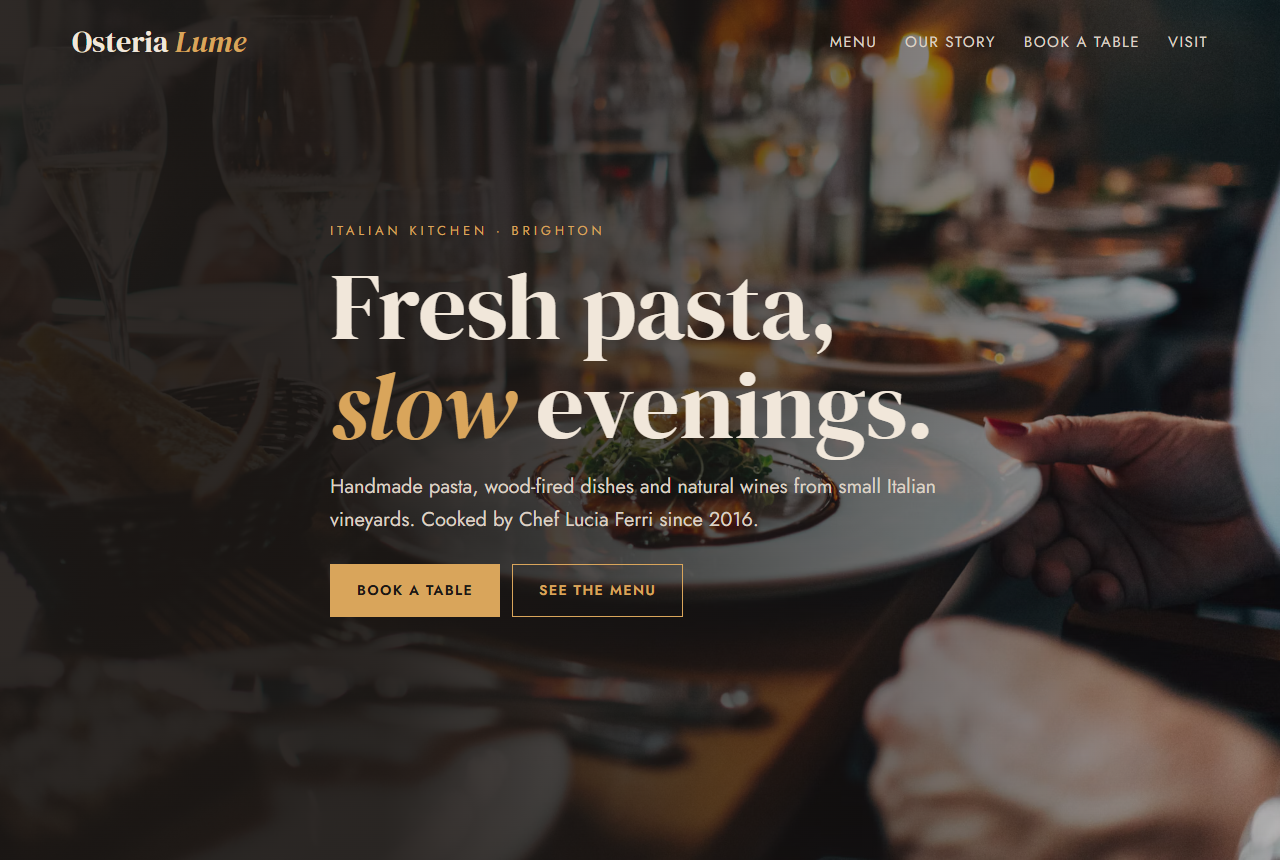 Osteria Lume
MENU OUR STORY BOOK A TABLE VISIT
ITALIAN KITCHEN · BRIGHTON
Fresh pasta,
slow evenings.
Handmade pasta, wood-fired dishes and natural wines from small Italian
vineyards. Cooked by Chef Lucia Ferri since 2016.
BOOK A TABLE SEE THE MENU